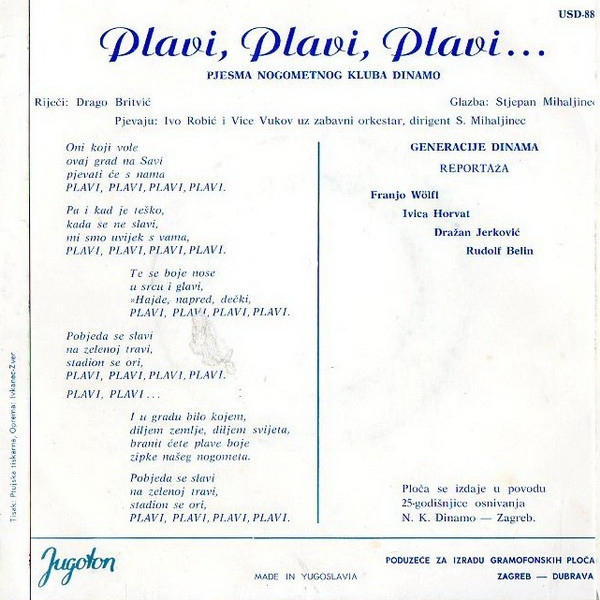 USD-88
Plavi, Plavi, Plavi...
PJESMA NOGOMETNOG KLUBA DINAMO
Riječi: Drago Britvić
Glazba: Stjepan Mihaljinec
Pjevaju: Ivo Robić i Vice Vukov uz zabavni orkestar, dirigent S. Mihaljinec
Oni koji vole
ovaj grad na Savi
pjevati će s nama
PLAVI, PLAVI, PLAVI, PLAVI.
Pa i kad je teško,
kada se ne slavi,
mi smo uvijek s vama,
PLAVI, PLAVI, PLAVI, PLAVI.
Te se boje nose
u srcu i glavi,
»Hajde, napred, dečki,
PLAVI, PLAVI, PLAVI, PLAVI.
Pobjeda se slavi
na zelenoj travi,
stadion se ori,
PLAVI, PLAVI, PLAVI, PLAVI.
PLAVI, PLAVI ...
I u gradu bilo kojem,
diljem zemlje, diljem svijeta,
branit ćete plave boje
zipke našeg nogometa.
Pobjeda se slavi
na zelenoj travi,
stadion se ori,
PLAVI, PLAVI, PLAVI, PLAVI.
GENERACIJE DINAMA
REPORTAŽA
Franjo Wölfl
Ivica Horvat
Dražan Jerković
Rudolf Belin
Ploča se izdaje u povodu
25-godišnjice osnivanja
N. K. Dinamo — Zagreb.
Tisak: Ptujska tiskarna, Oprema: Ivkanec-Zver
Jugoton
MADE IN YUGOSLAVIA
PODUZEĆE ZA IZRADU GRAMOFONSKIH PLOČA
ZAGREB — DUBRAVA